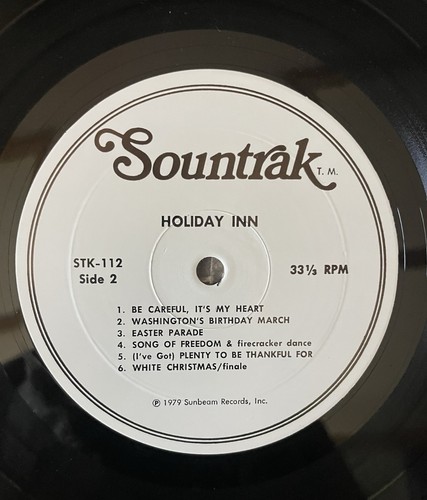 Sountrak T.M.
HOLIDAY INN
STK-112
Side 2
33⅓ RPM
1. BE CAREFUL, IT'S MY HEART
2. WASHINGTON'S BIRTHDAY MARCH
3. EASTER PARADE
4. SONG OF FREEDOM & firecracker dance
5. (I've Got) PLENTY TO BE THANKFUL FOR
6. WHITE CHRISTMAS/finale
℗ 1979 Sunbeam Records, Inc.